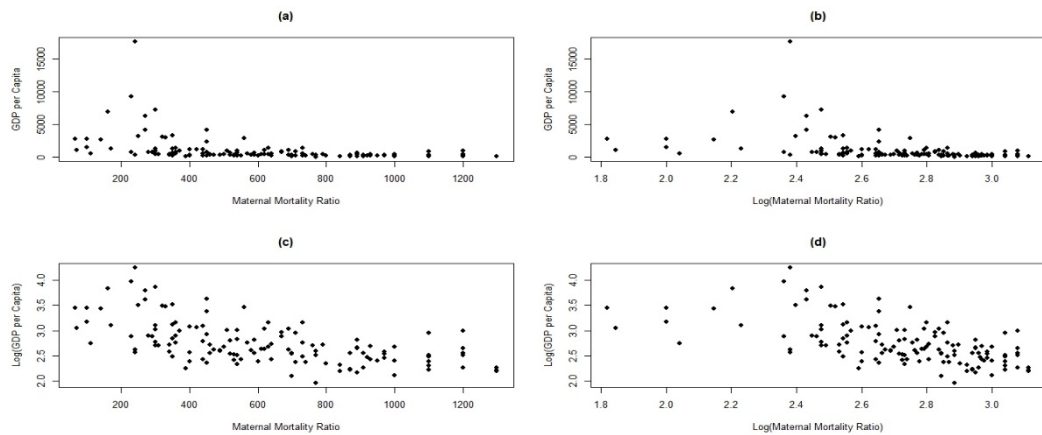 (a)
GDP per Capita
15000
10000
5000
0
200 400 600 800 1000 1200
Maternal Mortality Ratio
(b)
GDP per Capita
15000
10000
5000
0
1.8 2.0 2.2 2.4 2.6 2.8 3.0
Log(Maternal Mortality Ratio)
(c)
Log(GDP per Capita)
4.0
3.5
3.0
2.5
2.0
200 400 600 800 1000 1200
Maternal Mortality Ratio
(d)
Log(GDP per Capita)
4.0
3.5
3.0
2.5
2.0
1.8 2.0 2.2 2.4 2.6 2.8 3.0
Log(Maternal Mortality Ratio)